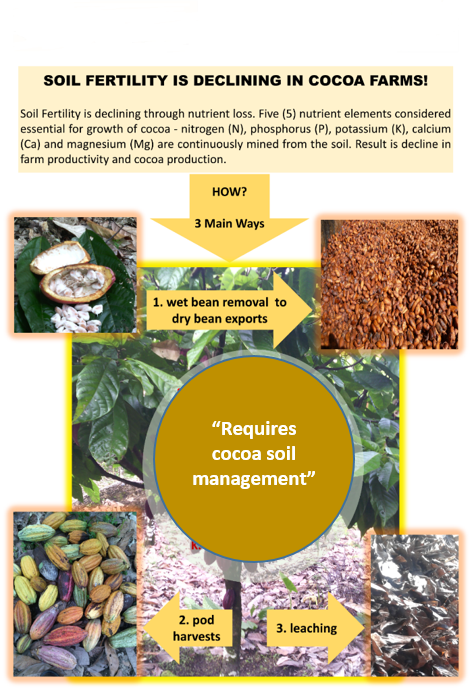 SOIL FERTILITY IS DECLINING IN COCOA FARMS!
Soil Fertility is declining through nutrient loss. Five (5) nutrient elements considered
essential for growth of cocoa - nitrogen (N), phosphorus (P), potassium (K), calcium
(Ca) and magnesium (Mg) are continuously mined from the soil. Result is decline in
farm productivity and cocoa production.
HOW?
3 Main Ways
1. wet bean removal to
dry bean exports
“Requires
cocoa soil
management”
2. pod
harvests
3. leaching